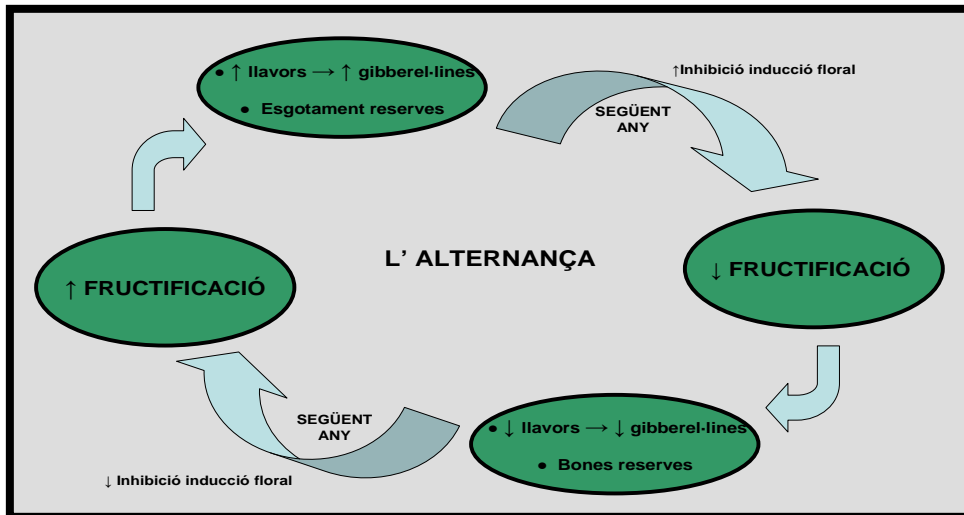 ● ↑ llavors → ↑ gibberel·lines
● Esgotament reserves
↑Inhibició inducció floral
SEGÜENT
ANY
L' ALTERNANÇA
↑ FRUCTIFICACIÓ
↓ FRUCTIFICACIÓ
SEGÜENT
ANY
● ↓ llavors → ↓ gibberel·lines
● Bones reserves
↓ Inhibició inducció floral